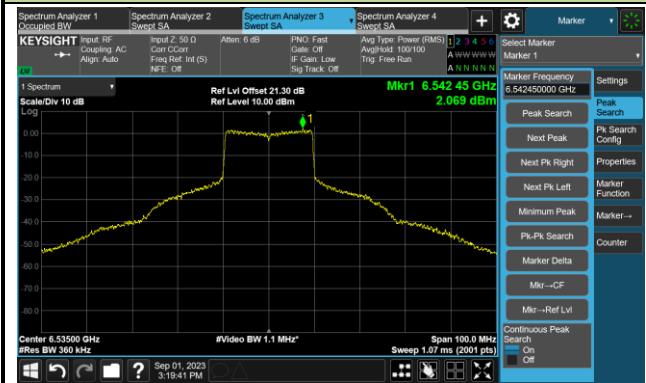 Spectrum Analyzer 1
Occupied BW
Spectrum Analyzer 2
Swept SA
Spectrum Analyzer 3
Swept SA
Spectrum Analyzer 4
Swept SA
+
Marker
KEYSIGHT
Input: RF
Coupling: AC
Align: Auto
Input Z: 50 Ω
Corr CCorr
Freq Ref: Int (S)
NFE: Off
Atten: 6 dB
PNO: Fast
Gate: Off
IF Gain: Low
Sig Track: Off
Avg Type: Power (RMS)
Avg|Hold: 100/100
Trig: Free Run
1 2 3 4 5 6
A W W W W W
A N N N N N
Select Marker
Marker 1
1 Spectrum
Scale/Div 10 dB
Log
Ref Lvl Offset 21.30 dB
Ref Level 10.00 dBm
Mkr1 6.542 45 GHz
2.069 dBm
1
0.00
-10.0
-20.0
-30.0
-40.0
-50.0
-60.0
-70.0
-80.0
Center 6.53500 GHz
#Res BW 360 kHz
#Video BW 1.1 MHz*
Span 100.0 MHz
Sweep 1.07 ms (2001 pts)
Marker Frequency
6.542450000 GHz
Peak Search
Next Peak
Next Pk Right
Next Pk Left
Minimum Peak
Pk-Pk Search
Marker Delta
Mkr→CF
Mkr→Ref Lvl
Continuous Peak
Search
On
Off
Settings
Peak
Search
Pk Search
Config
Properties
Marker
Function
Marker→
Counter
?
Sep 01, 2023
3:19:41 PM